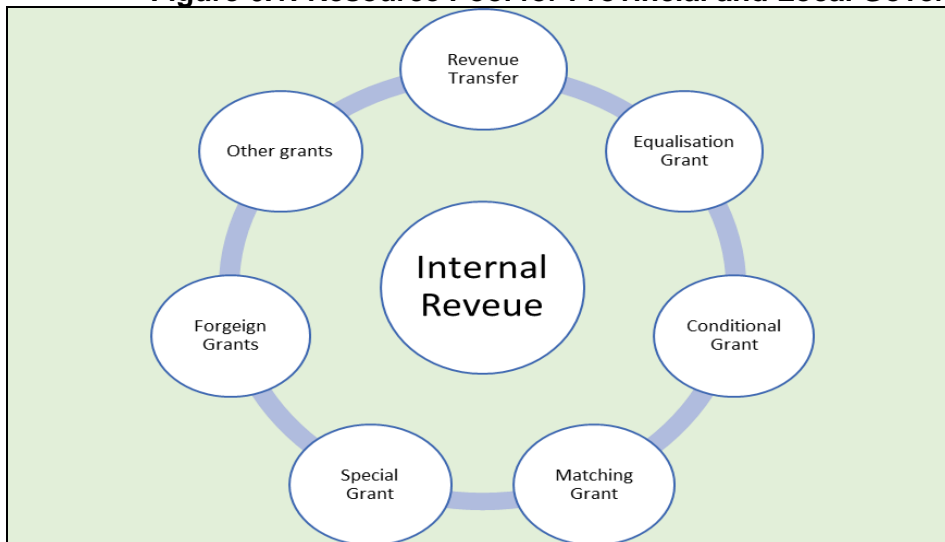 Revenue
Transfer
Equalisation
Grant
Other grants
Internal
Reveue
Forgeign
Grants
Conditional
Grant
Special
Grant
Matching
Grant